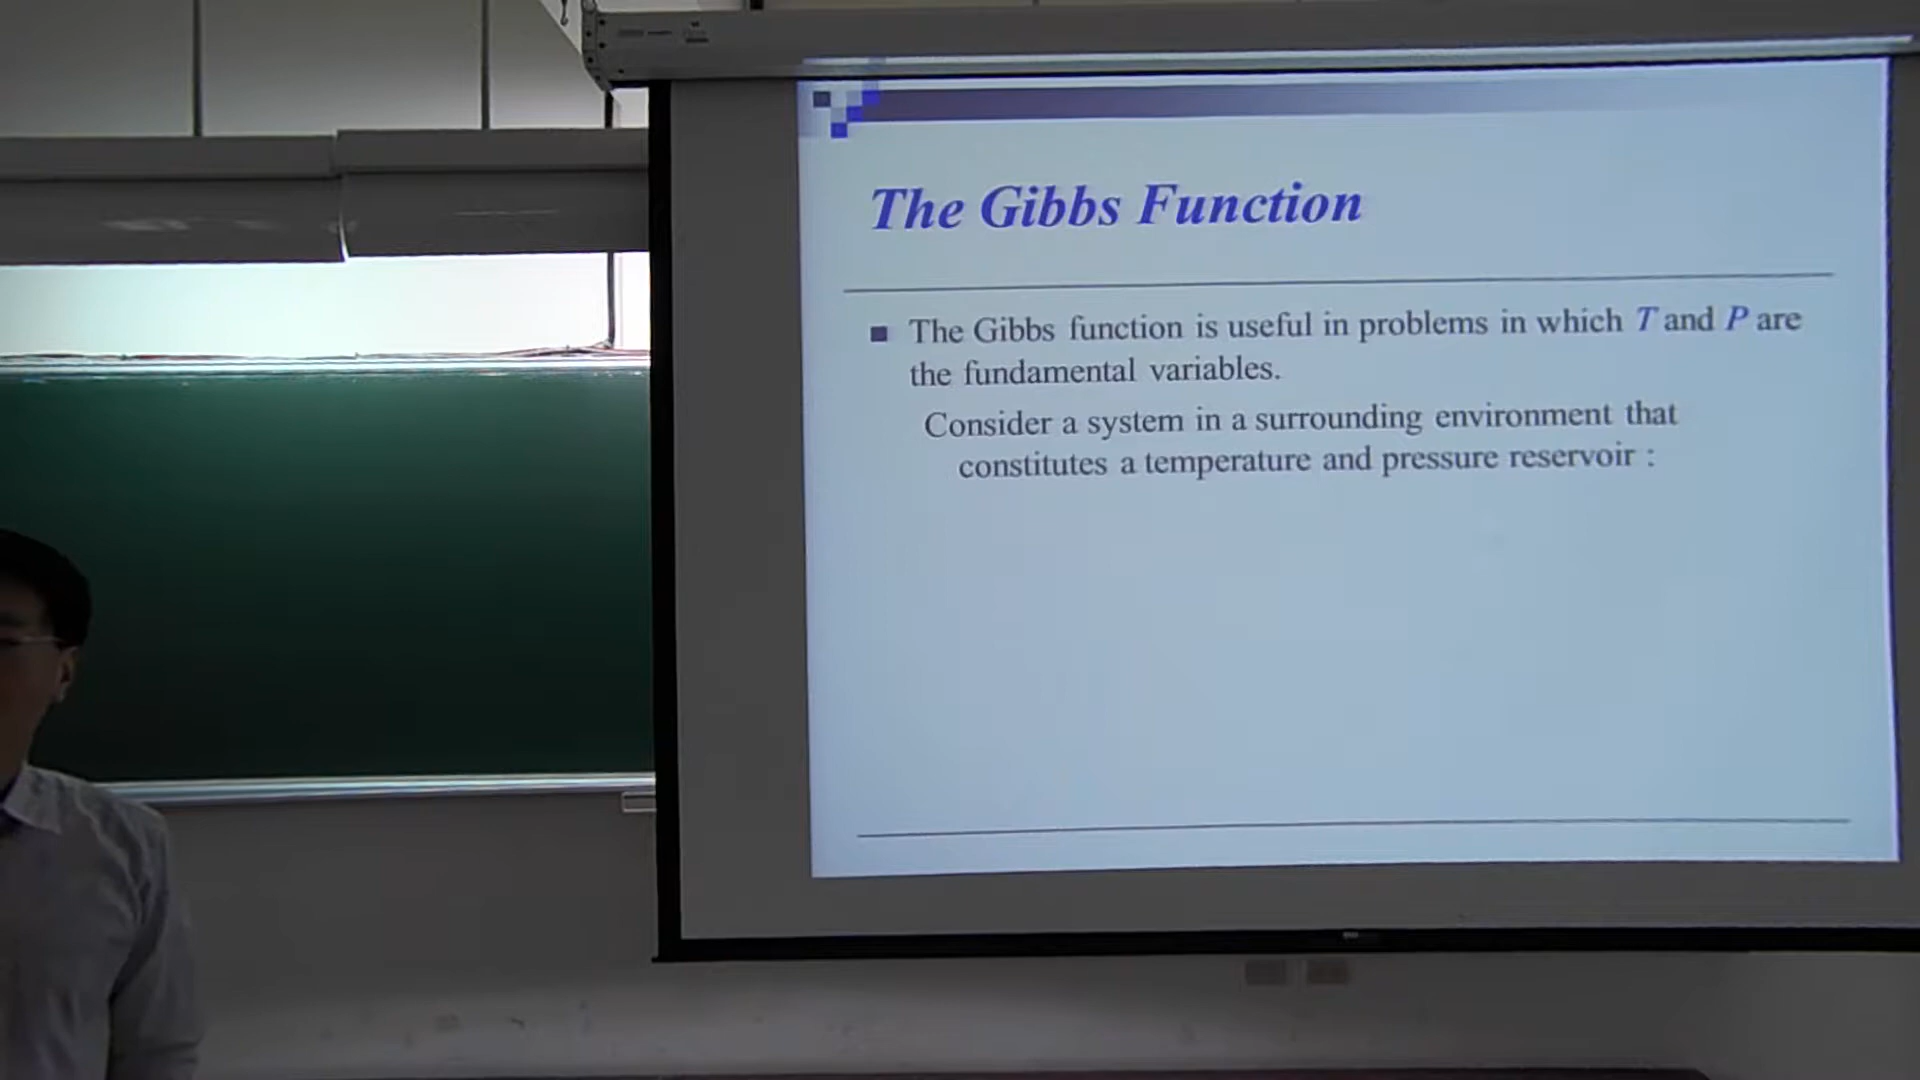 The Gibbs Function
The Gibbs function is useful in problems in which T and P are
the fundamental variables.
Consider a system in a surrounding environment that
constitutes a temperature and pressure reservoir :